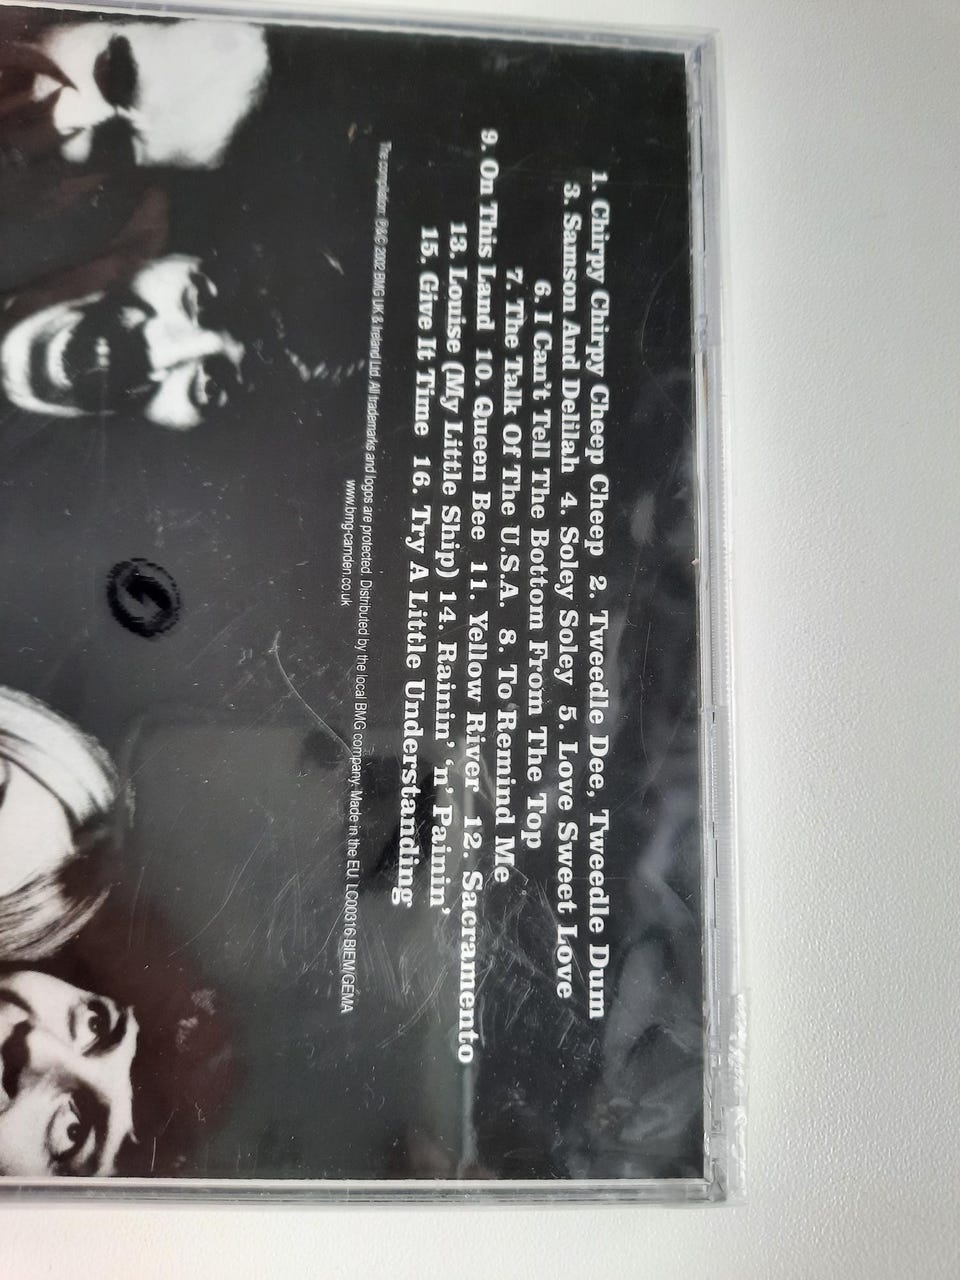 1. Chirpy Chirpy Cheep Cheep 2. Tweedle Dee, Tweedle Dum
3. Samson And Delilah 4. Soley Soley 5. Love Sweet Love
6. I Can't Tell The Bottom From The Top
7. The Talk Of The U.S.A. 8. To Remind Me
9. On This Land 10. Queen Bee 11. Yellow River 12. Sacramento
13. Louise (My Little Ship) 14. Rainin' 'n' Painin'
15. Give It Time 16. Try A Little Understanding
The compilation ℗&© 2002 BMG UK & Ireland Ltd. All trademarks and logos are protected. Distributed by the local BMG company. Made in the EU. LC00316 BIEM/GEMA
www.bmg-camden.co.uk